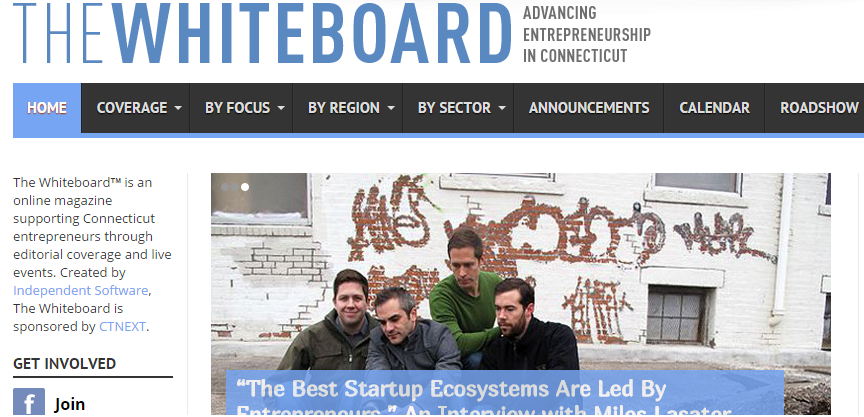 THEWHITEBOARD
ADVANCING
ENTREPRENEURSHIP
IN CONNECTICUT
HOME COVERAGE BY FOCUS BY REGION BY SECTOR ANNOUNCEMENTS CALENDAR ROADSHOW
The Whiteboard™ is an
online magazine
supporting Connecticut
entrepreneurs through
editorial coverage and live
events. Created by
Independent Software,
The Whiteboard is
sponsored by CTNEXT.
GET INVOLVED
f Join
“The Best Startup Ecosystems Are Led By
Entrepreneurs.” An Interview with Miles Lasater